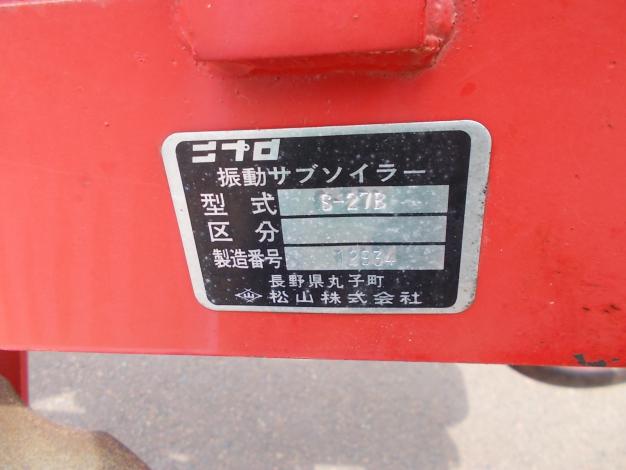 ニプロ
振動サブソイラー
型式 S-27B
区分
製造番号 12934
長野県丸子町
松山株式会社